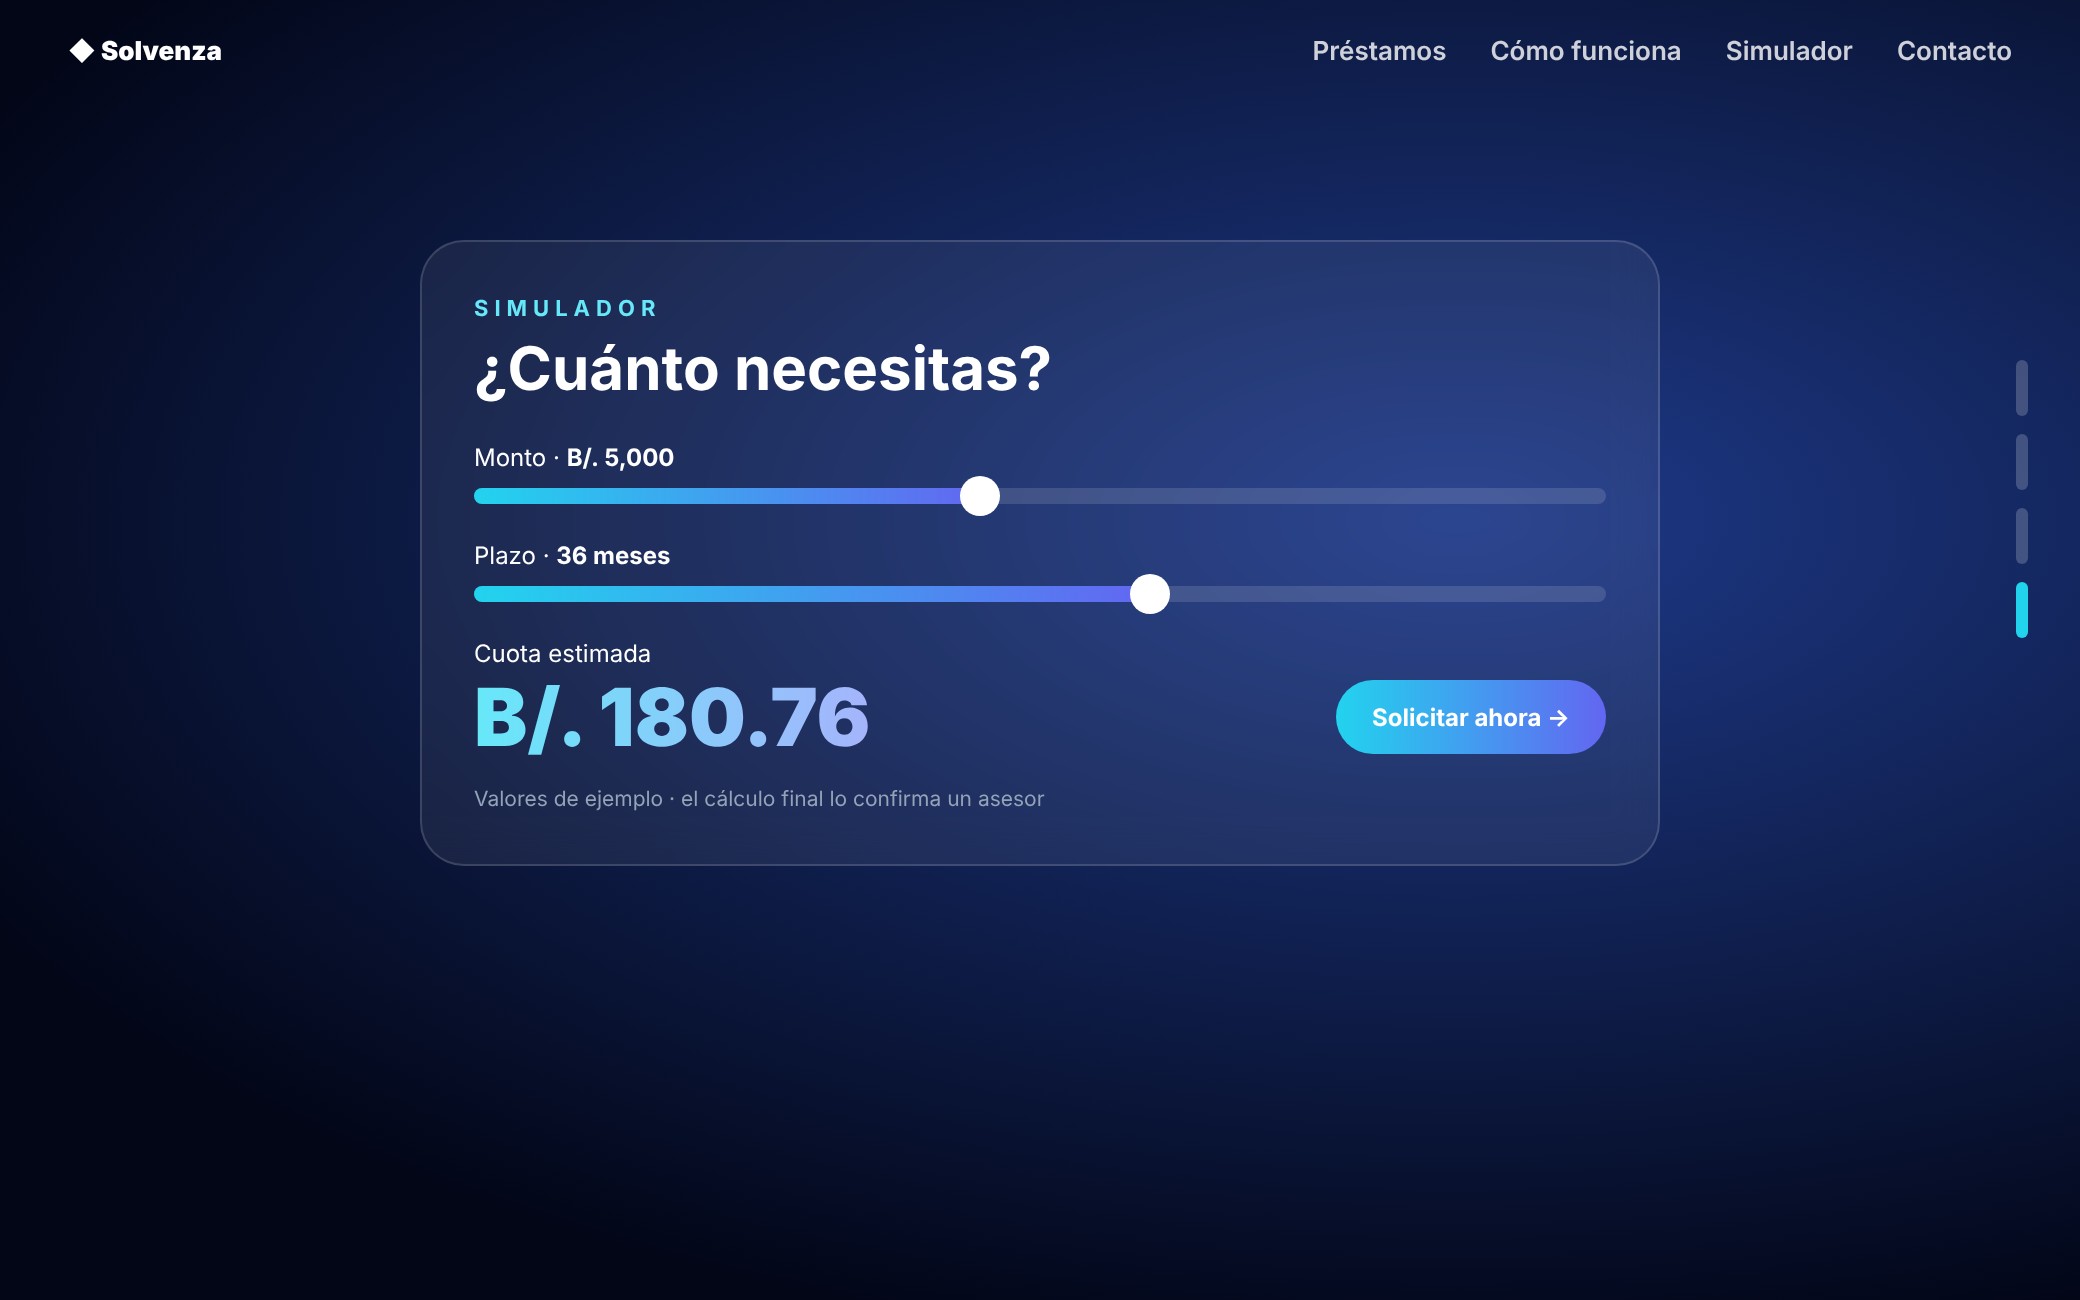 ◆ Solvenza
Préstamos Cómo funciona Simulador Contacto
SIMULADOR
¿Cuánto necesitas?
Monto · B/. 5,000
Plazo · 36 meses
Cuota estimada
B/. 180.76
Solicitar ahora →
Valores de ejemplo · el cálculo final lo confirma un asesor